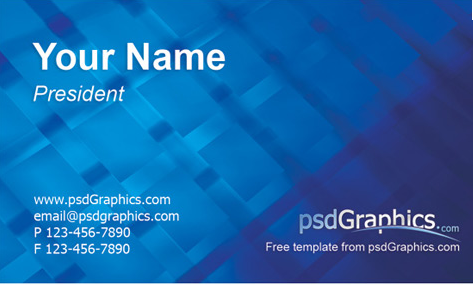 Your Name
President
www.psdGraphics.com
email@psdgraphics.com
P 123-456-7890
F 123-456-7890
psdGraphics.com
Free template from psdGraphics.com